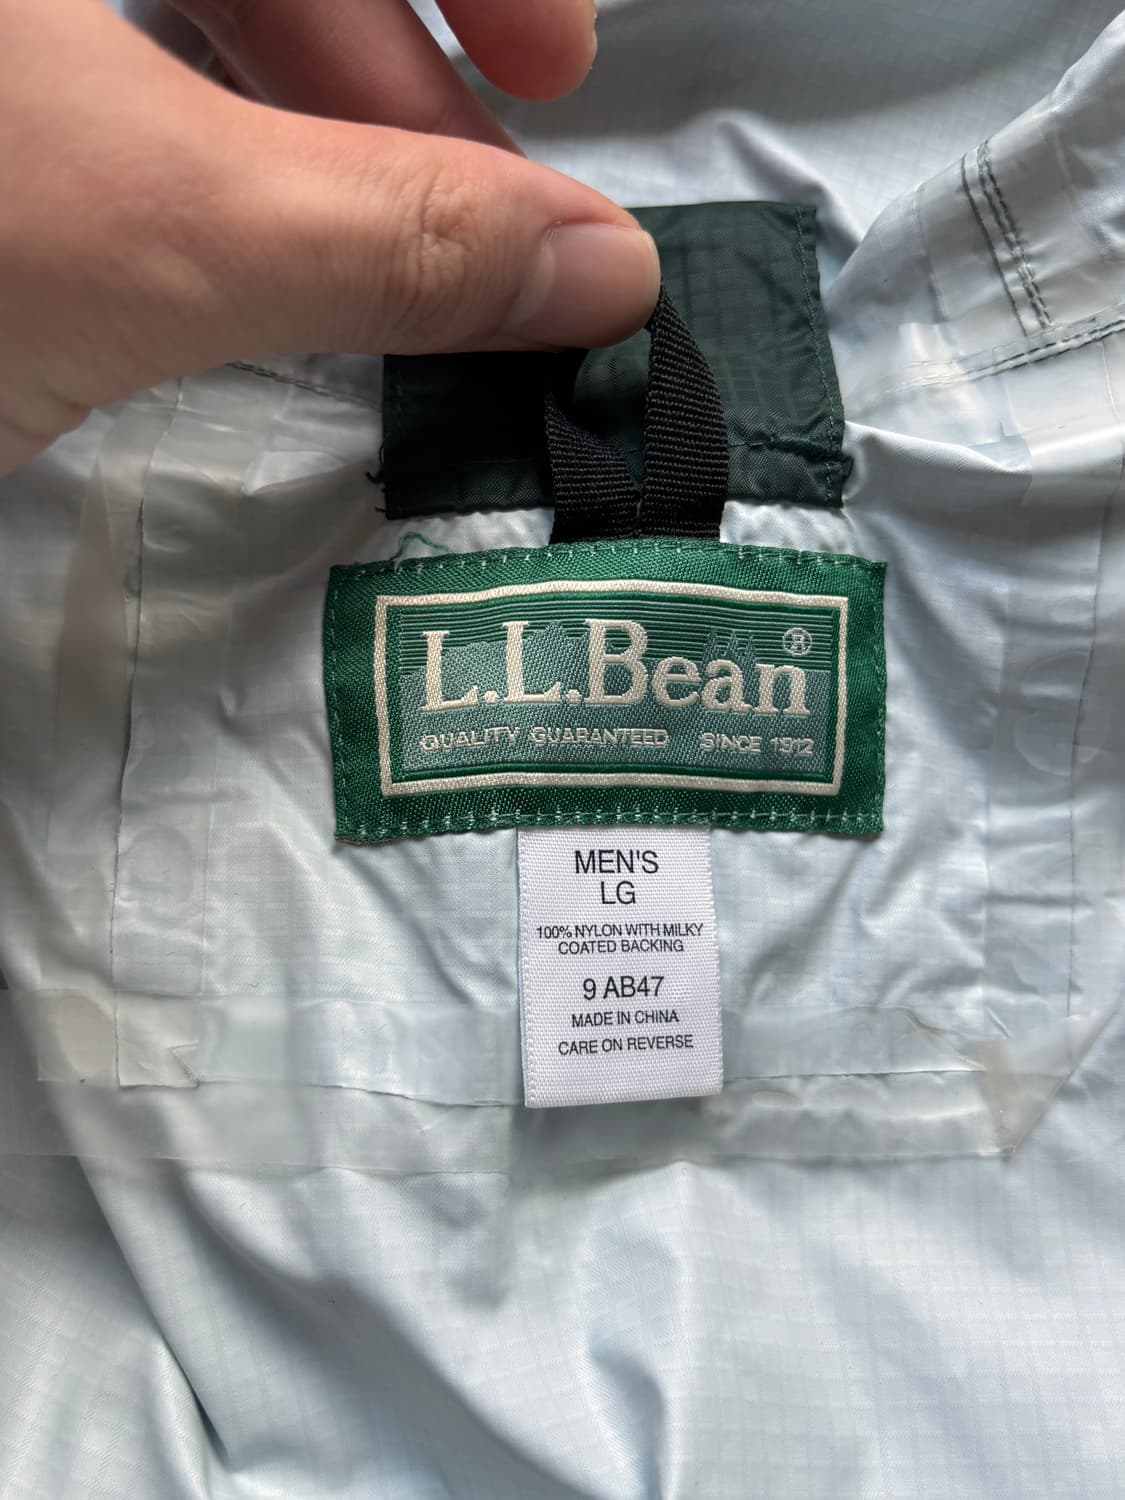 L.L.Bean®
QUALITY GUARANTEED SINCE 1912
MEN'S
LG
100% NYLON WITH MILKY
COATED BACKING
9 AB47
MADE IN CHINA
CARE ON REVERSE